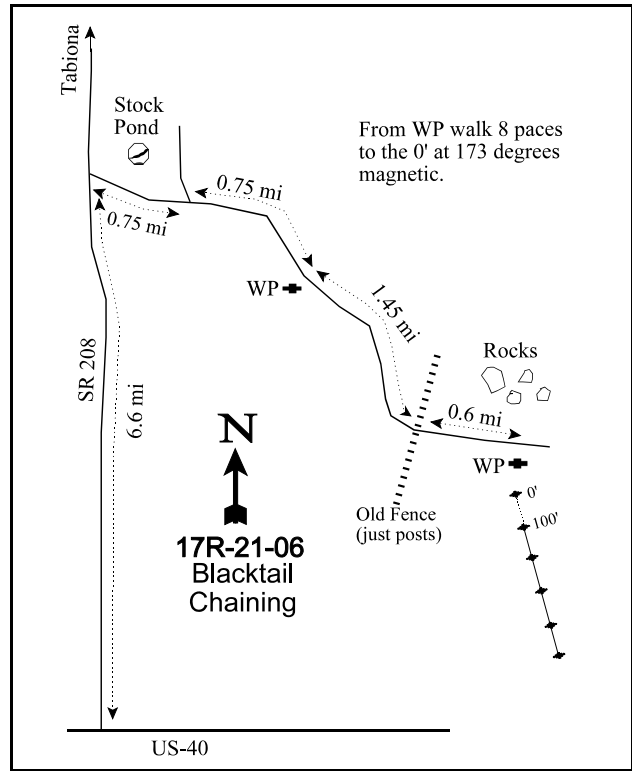 Tabiona
Stock
Pond
From WP walk 8 paces
to the 0' at 173 degrees
magnetic.
0.75 mi
0.75 mi
WP
1.45 mi
SR 208
6.6 mi
Rocks
0.6 mi
N
WP
0'
100'
Old Fence
(just posts)
17R-21-06
Blacktail
Chaining
US-40